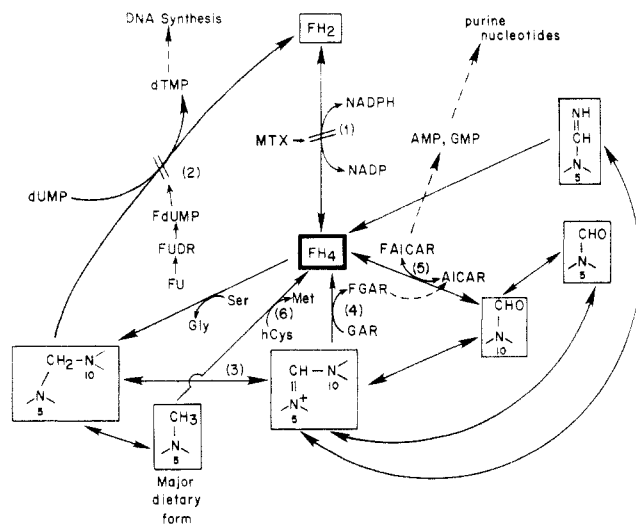 DNA Synthesis
dTMP
FH2
purine
nucleotides
NADPH
MTX
(1)
NADP
AMP, GMP
NH
CH
N
5
(2)
dUMP
FdUMP
FUDR
FU
FH4
FAICAR
(5)
AICAR
CHO
N
5
Ser
Gly
Met
(6)
hCys
FGAR
(4)
GAR
CHO
N
10
CH2-N
10
N
5
(3)
CH-N
10
N+
5
CH3
N
5
Major
dietary
form